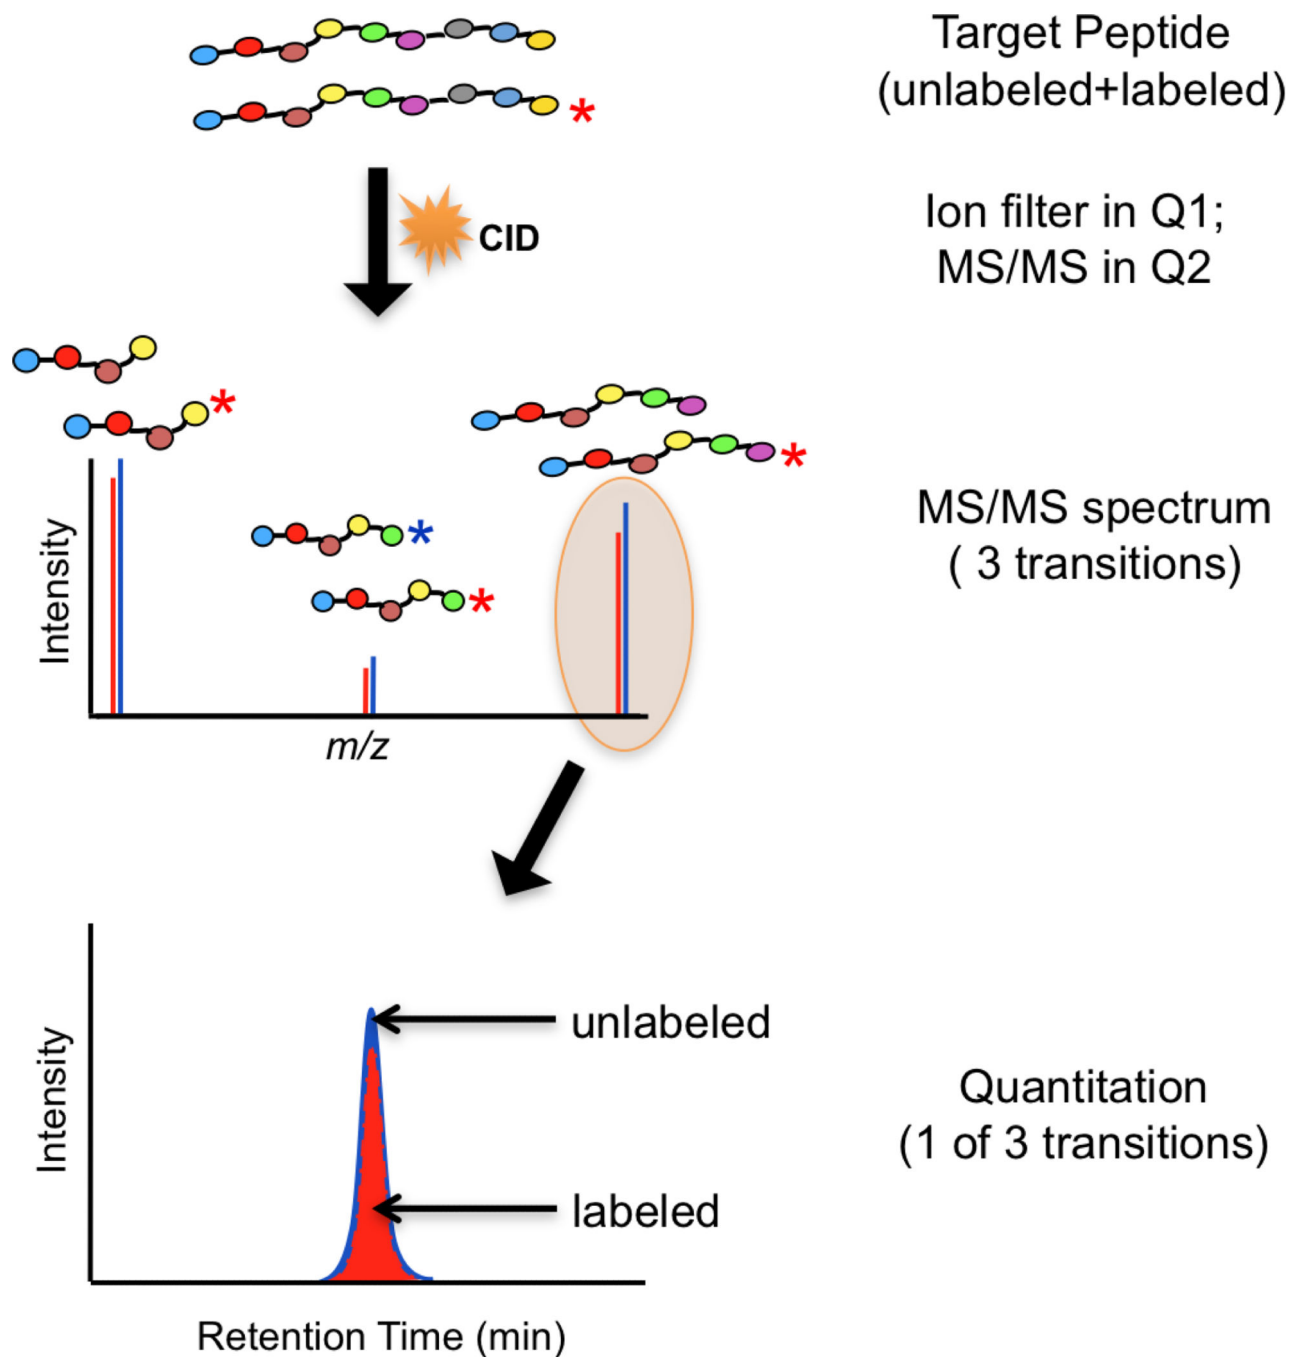 Target Peptide
(unlabeled+labeled)
*
Ion filter in Q1;
MS/MS in Q2
CID
*
*
MS/MS spectrum
( 3 transitions)
*
*
Intensity
m/z
unlabeled
Intensity
Quantitation
(1 of 3 transitions)
labeled
Retention Time (min)